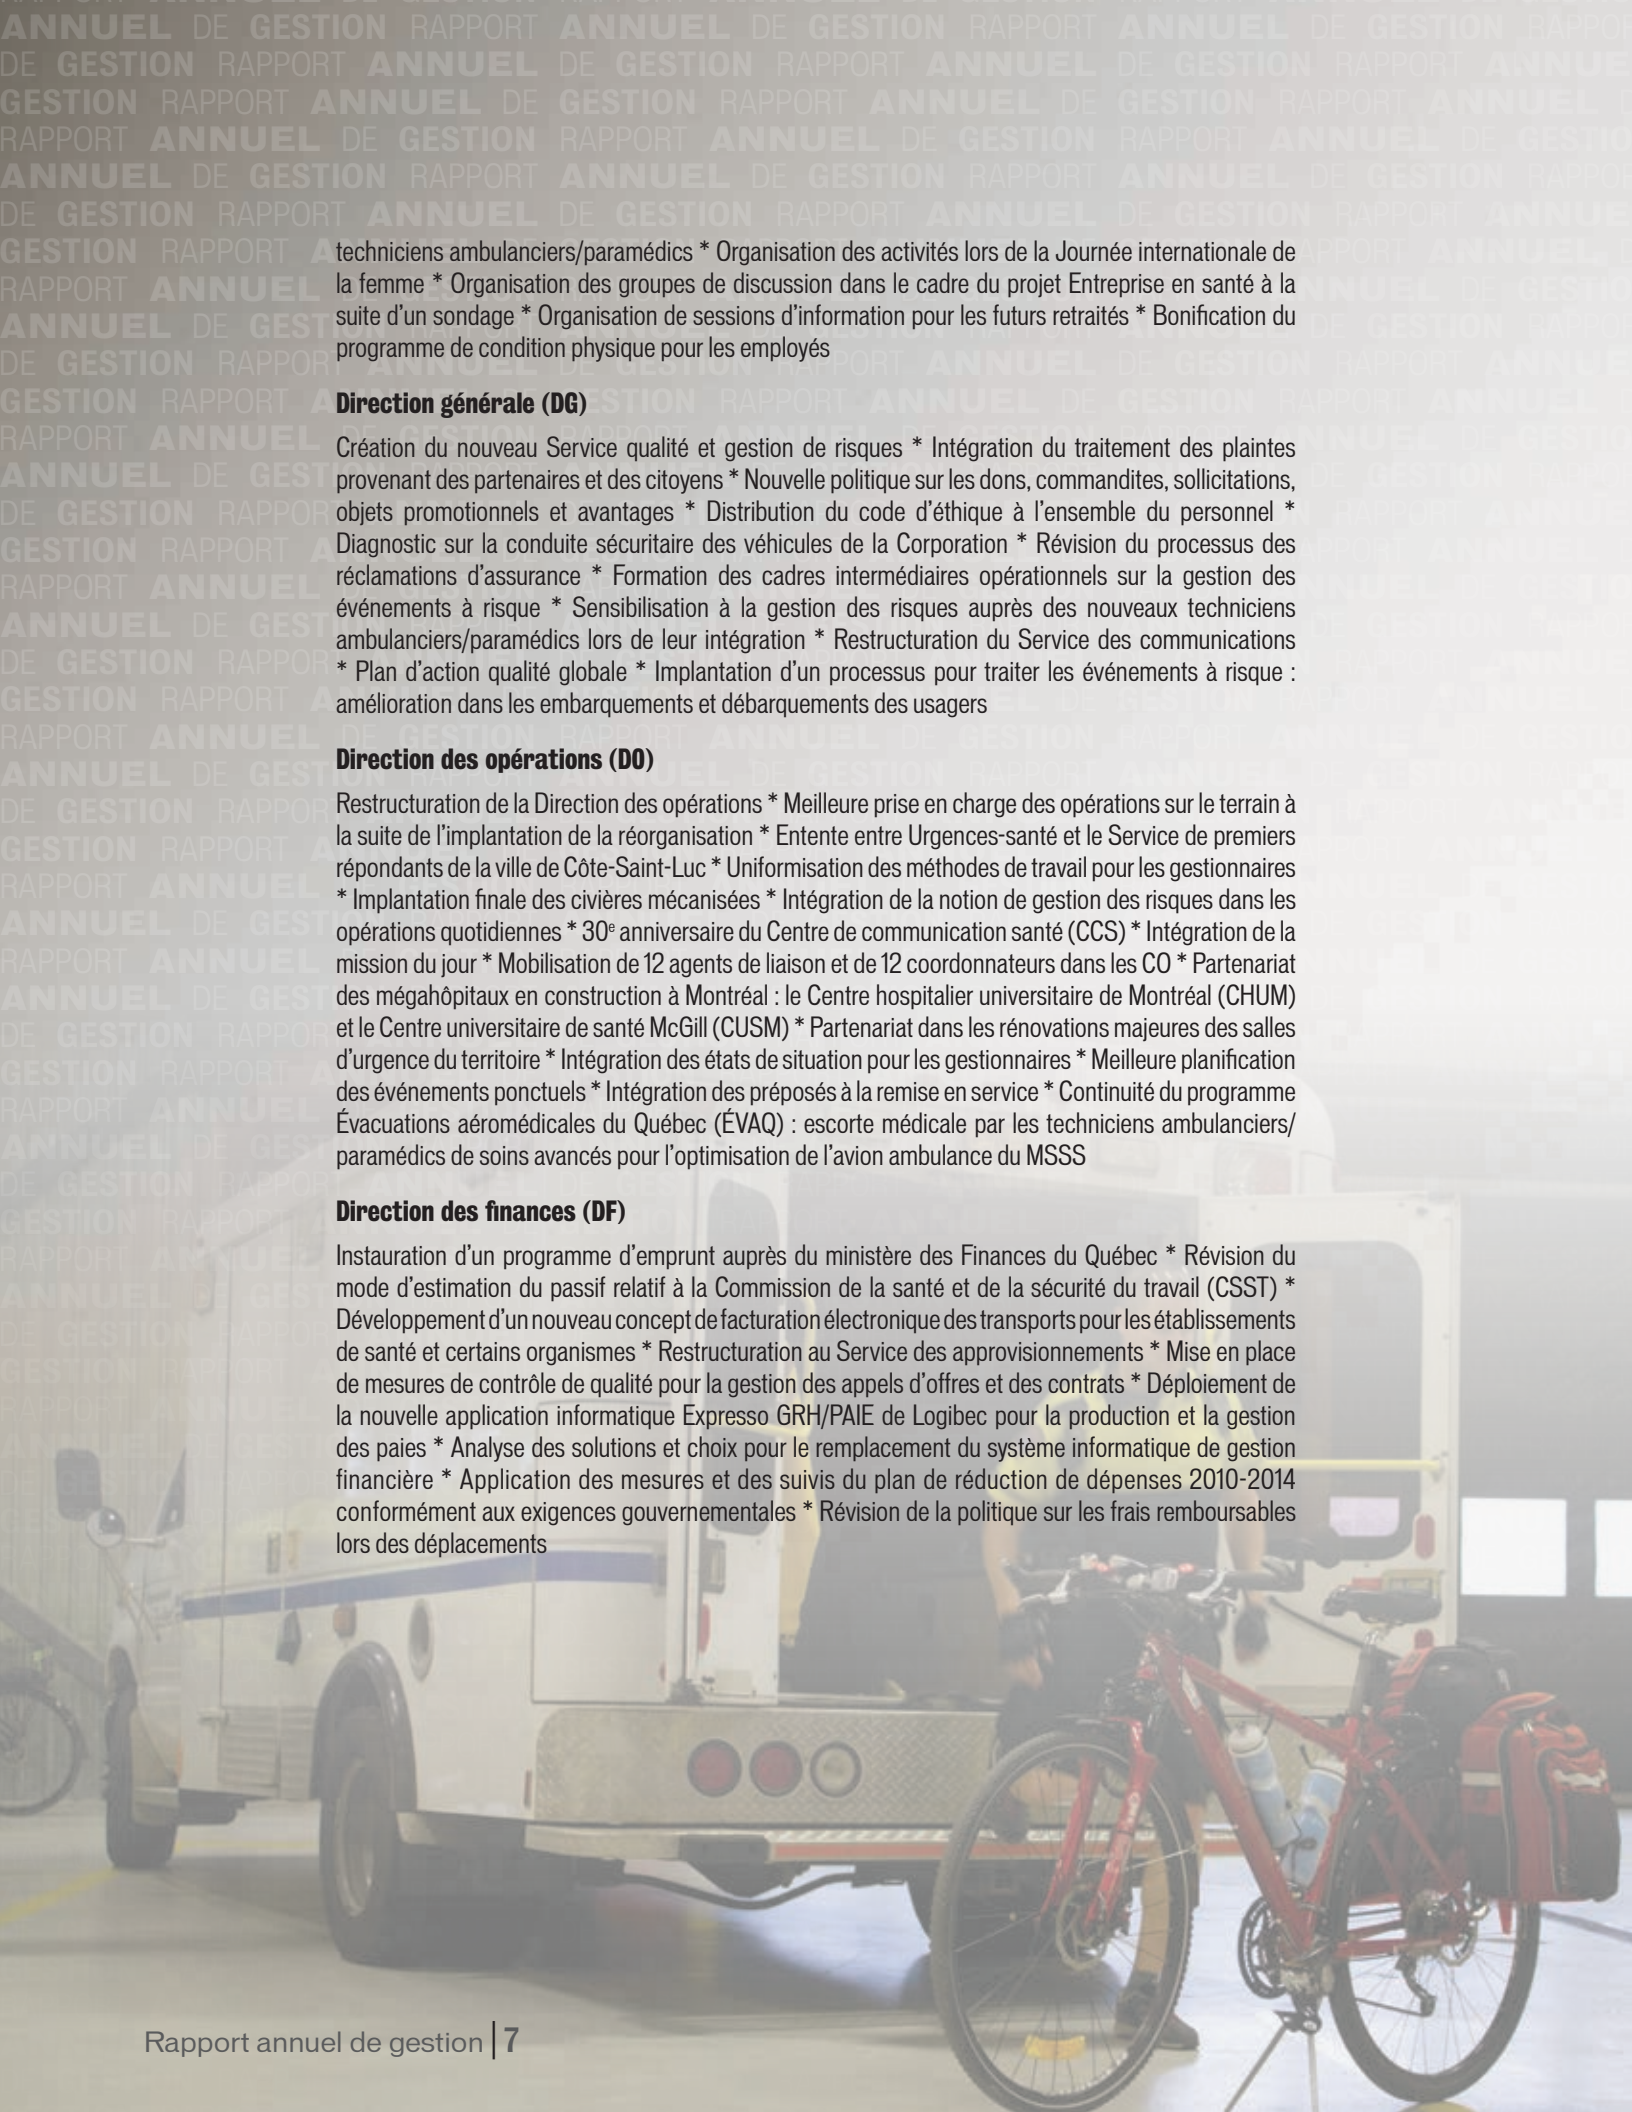 techniciens ambulanciers/paramédics * Organisation des activités lors de la Journée internationale de
la femme * Organisation des groupes de discussion dans le cadre du projet Entreprise en santé à la
suite d'un sondage * Organisation de sessions d'information pour les futurs retraités * Bonification du
programme de condition physique pour les employés
Direction générale (DG)
Création du nouveau Service qualité et gestion de risques * Intégration du traitement des plaintes
provenant des partenaires et des citoyens * Nouvelle politique sur les dons, commandites, sollicitations,
objets promotionnels et avantages * Distribution du code d'éthique à l'ensemble du personnel *
Diagnostic sur la conduite sécuritaire des véhicules de la Corporation * Révision du processus des
réclamations d'assurance * Formation des cadres intermédiaires opérationnels sur la gestion des
événements à risque * Sensibilisation à la gestion des risques auprès des nouveaux techniciens
ambulanciers/paramédics lors de leur intégration * Restructuration du Service des communications
* Plan d'action qualité globale * Implantation d'un processus pour traiter les événements à risque :
amélioration dans les embarquements et débarquements des usagers
Direction des opérations (DO)
Restructuration de la Direction des opérations * Meilleure prise en charge des opérations sur le terrain à
la suite de l'implantation de la réorganisation * Entente entre Urgences-santé et le Service de premiers
répondants de la ville de Côte-Saint-Luc * Uniformisation des méthodes de travail pour les gestionnaires
* Implantation finale des civières mécanisées * Intégration de la notion de gestion des risques dans les
opérations quotidiennes * 30e anniversaire du Centre de communication santé (CCS) * Intégration de la
mission du jour * Mobilisation de 12 agents de liaison et de 12 coordonnateurs dans les CO * Partenariat
des mégahôpitaux en construction à Montréal : le Centre hospitalier universitaire de Montréal (CHUM)
et le Centre universitaire de santé McGill (CUSM) * Partenariat dans les rénovations majeures des salles
d'urgence du territoire * Intégration des états de situation pour les gestionnaires * Meilleure planification
des événements ponctuels * Intégration des préposés à la remise en service * Continuité du programme
Évacuations aéromédicales du Québec (ÉVAQ) : escorte médicale par les techniciens ambulanciers/
paramédics de soins avancés pour l'optimisation de l'avion ambulance du MSSS
Direction des finances (DF)
Instauration d'un programme d'emprunt auprès du ministère des Finances du Québec * Révision du
mode d'estimation du passif relatif à la Commission de la santé et de la sécurité du travail (CSST) *
Développement d'un nouveau concept de facturation électronique des transports pour les établissements
de santé et certains organismes * Restructuration au Service des approvisionnements * Mise en place
de mesures de contrôle de qualité pour la gestion des appels d'offres et des contrats * Déploiement de
la nouvelle application informatique Expresso GRH/PAIE de Logibec pour la production et la gestion
des paies * Analyse des solutions et choix pour le remplacement du système informatique de gestion
financière * Application des mesures et des suivis du plan de réduction de dépenses 2010-2014
conformément aux exigences gouvernementales * Révision de la politique sur les frais remboursables
lors des déplacements
Rapport annuel de gestion | 7